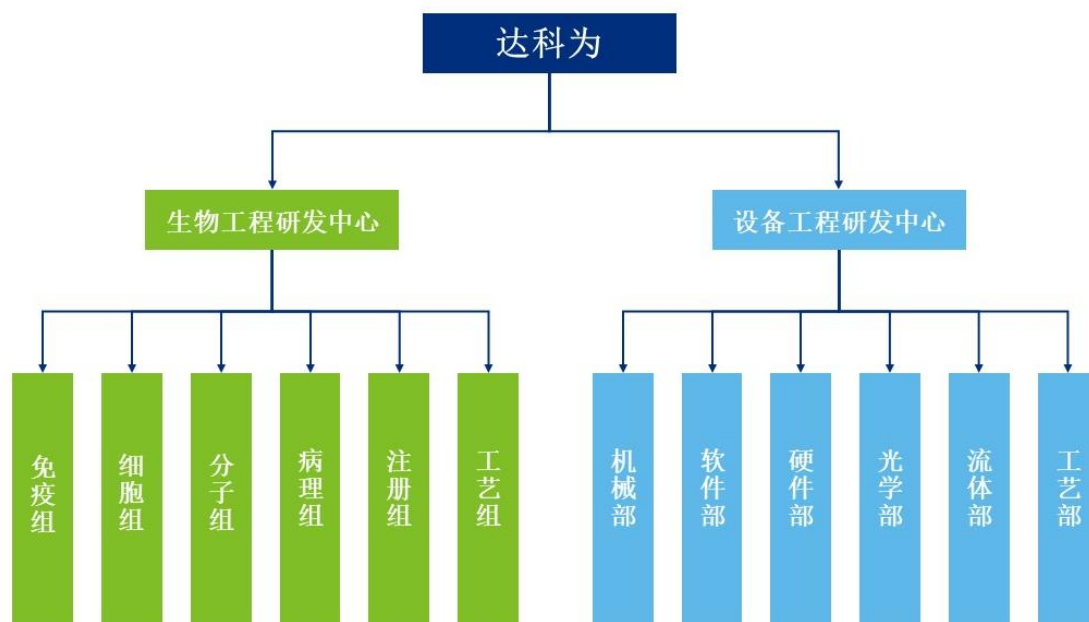 达科为
生物工程研发中心
设备工程研发中心
免疫组
细胞组
分子组
病理组
注册组
工艺组
机械部
软件部
硬件部
光学部
流体部
工艺部